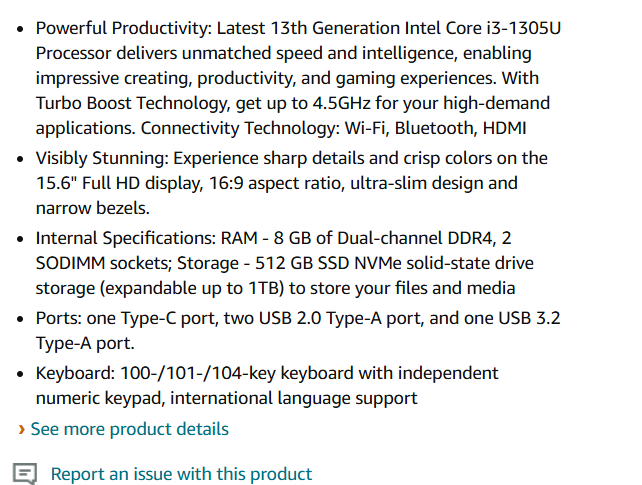 Powerful Productivity: Latest 13th Generation Intel Core i3-1305U
Processor delivers unmatched speed and intelligence, enabling
impressive creating, productivity, and gaming experiences. With
Turbo Boost Technology, get up to 4.5GHz for your high-demand
applications. Connectivity Technology: Wi-Fi, Bluetooth, HDMI
Visibly Stunning: Experience sharp details and crisp colors on the
15.6" Full HD display, 16:9 aspect ratio, ultra-slim design and
narrow bezels.
Internal Specifications: RAM - 8 GB of Dual-channel DDR4, 2
SODIMM sockets; Storage - 512 GB SSD NVMe solid-state drive
storage (expandable up to 1TB) to store your files and media
Ports: one Type-C port, two USB 2.0 Type-A port, and one USB 3.2
Type-A port.
Keyboard: 100-/101-/104-key keyboard with independent
numeric keypad, international language support
› See more product details
Report an issue with this product